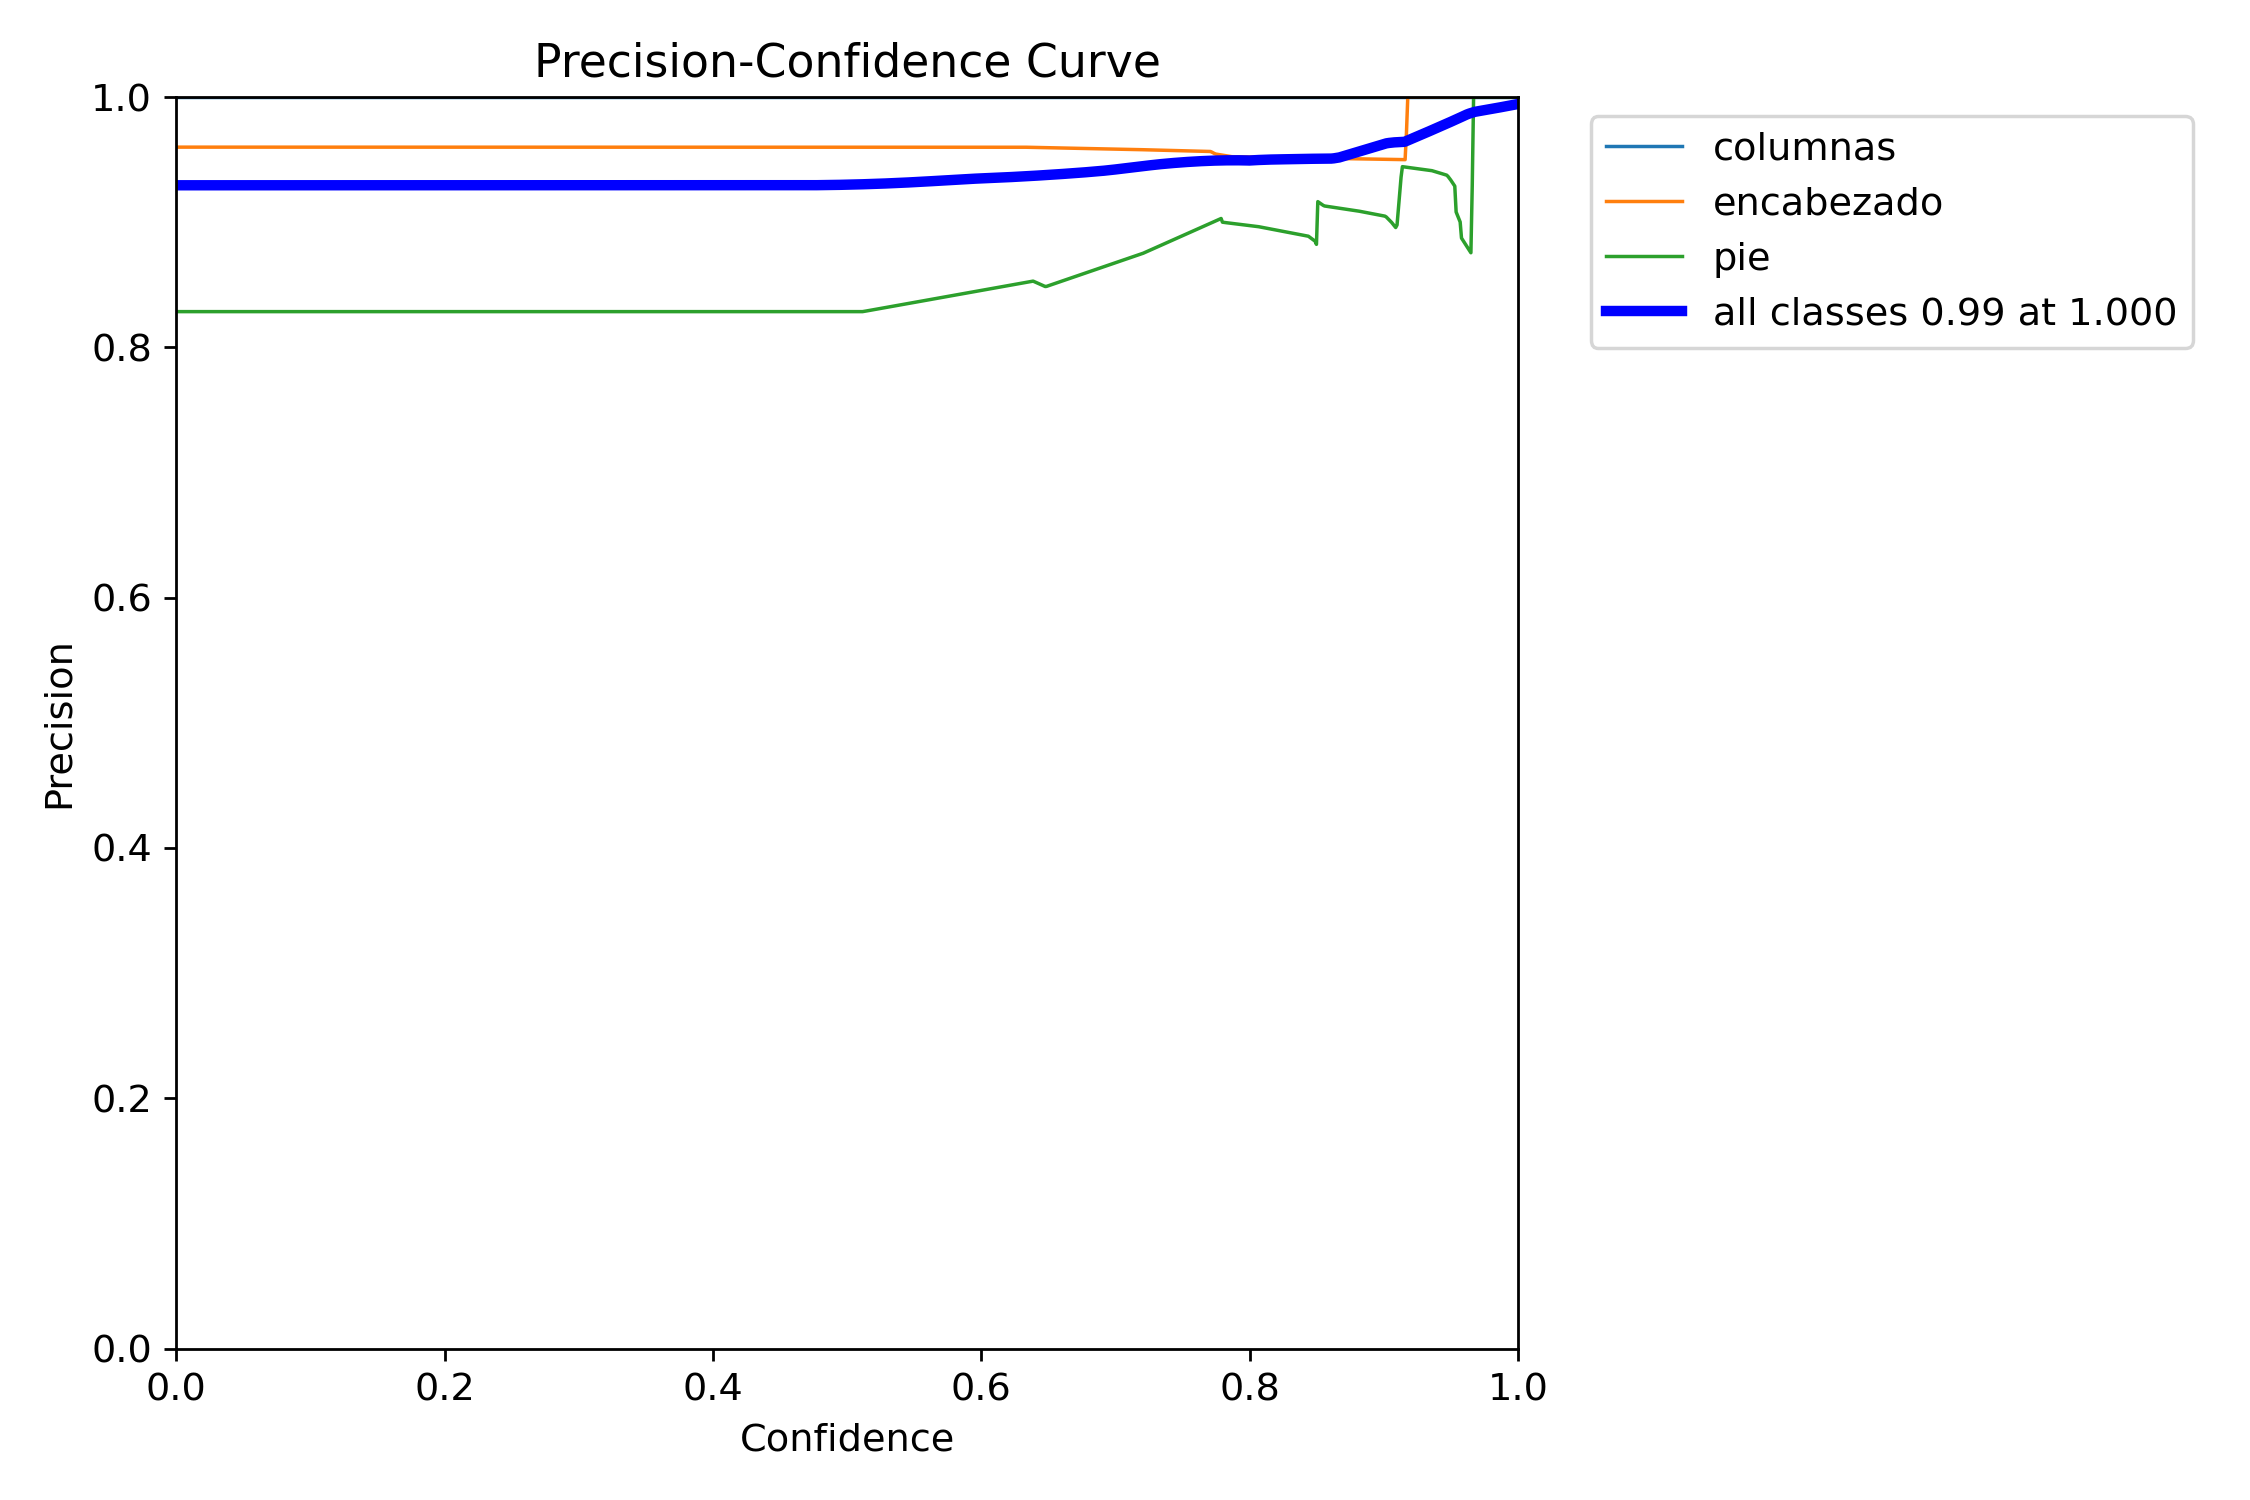 Precision-Confidence Curve
1.0
0.8
0.6
0.4
0.2
0.0
Precision
0.0 0.2 0.4 0.6 0.8 1.0
Confidence
columnas
encabezado
pie
all classes 0.99 at 1.000